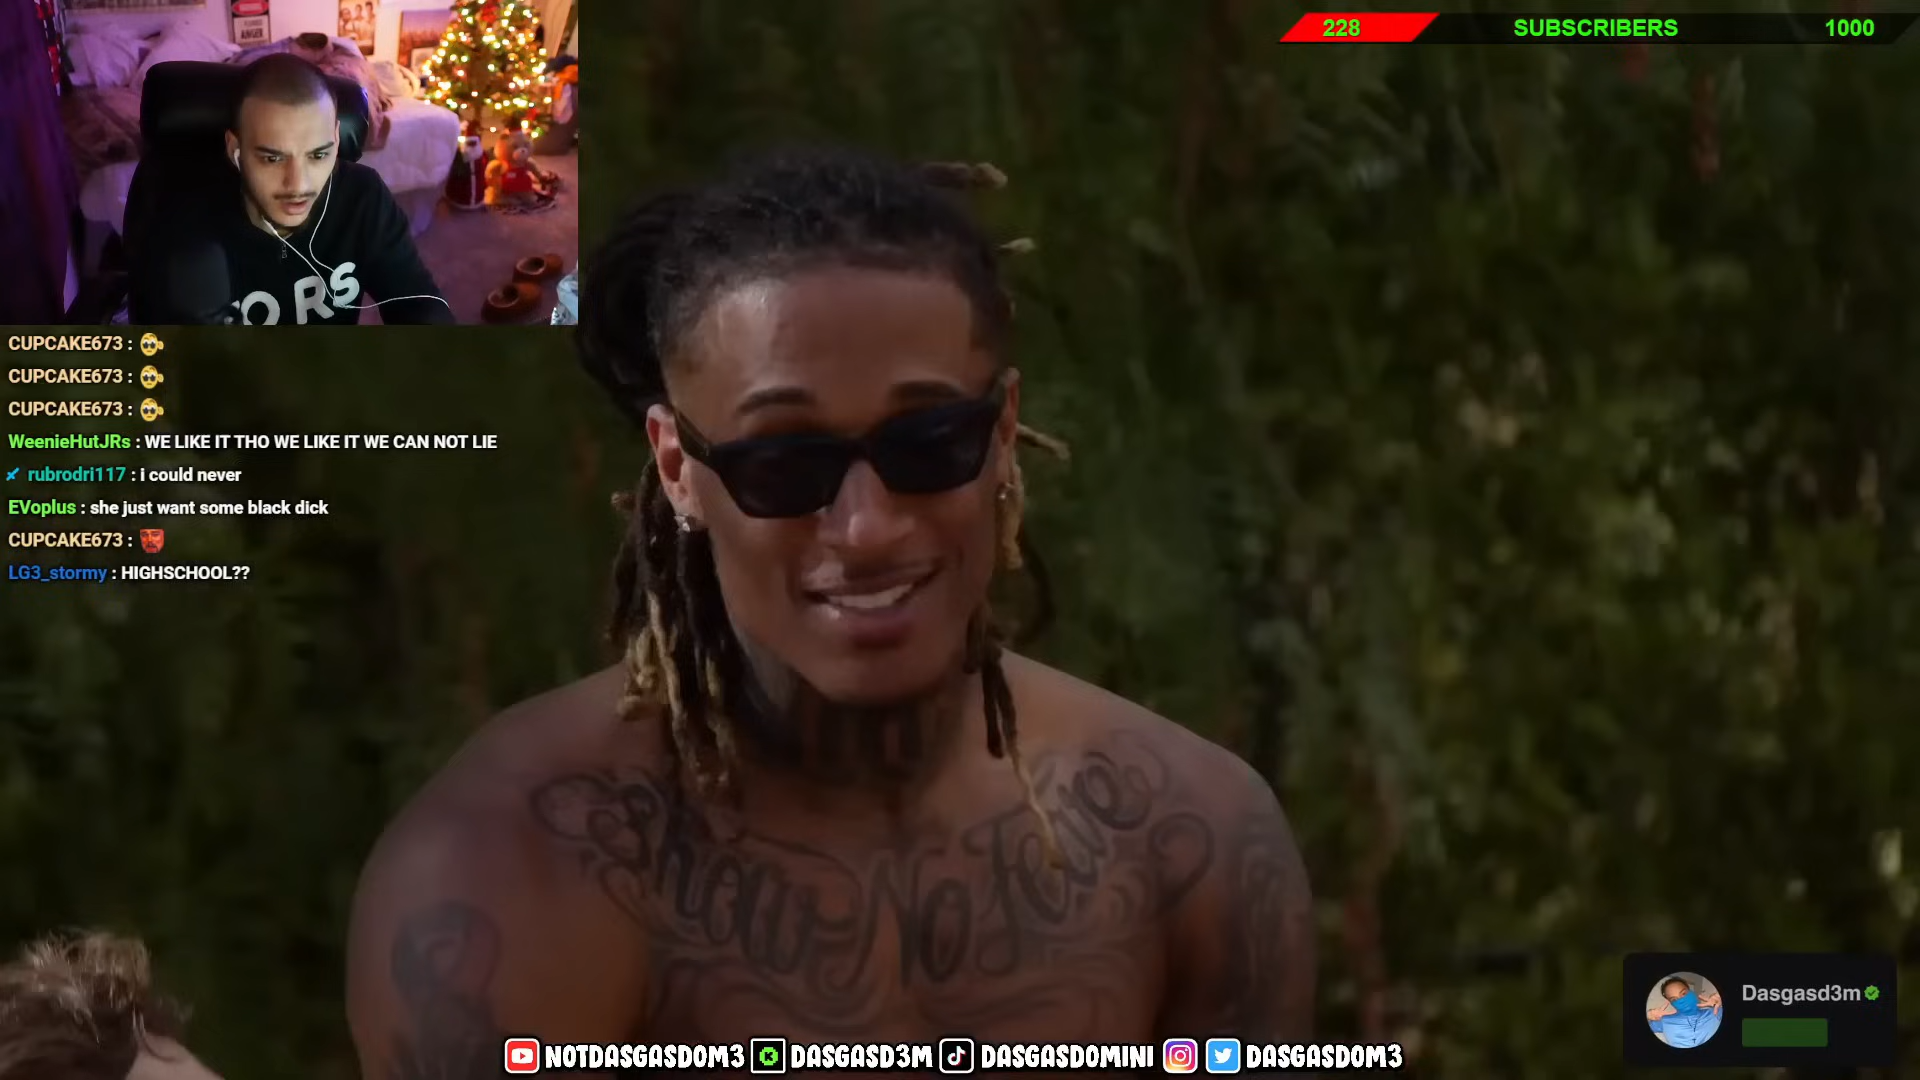 228 SUBSCRIBERS 1000
ANGER
ORS
CUPCAKE673 :
CUPCAKE673 :
CUPCAKE673 :
WeenieHutJRs : WE LIKE IT THO WE LIKE IT WE CAN NOT LIE
rubrodri117 : i could never
EVoplus : she just want some black dick
CUPCAKE673 :
LG3_stormy : HIGHSCHOOL??
Show No Fear
Dasgasd3m
NOTDASGASDOM3 DASGASD3M DASGASDOMINI DASGASDOM3